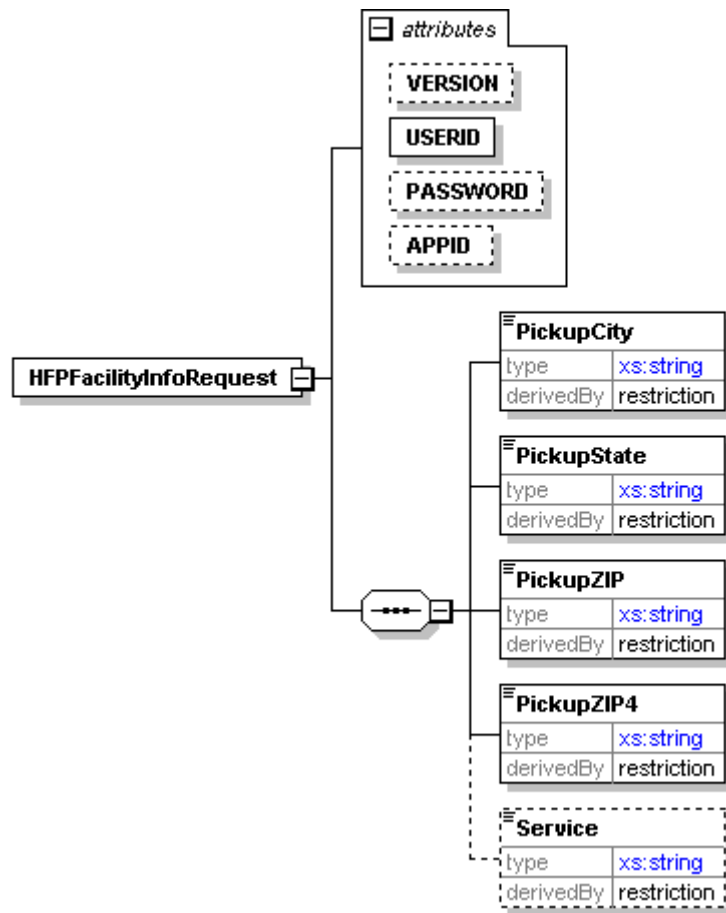 attributes
VERSION
USERID
PASSWORD
APPID
HFPFacilityInfoRequest
PickupCity
type xs:string
derivedBy restriction
PickupState
type xs:string
derivedBy restriction
PickupZIP
type xs:string
derivedBy restriction
PickupZIP4
type xs:string
derivedBy restriction
Service
type xs:string
derivedBy restriction